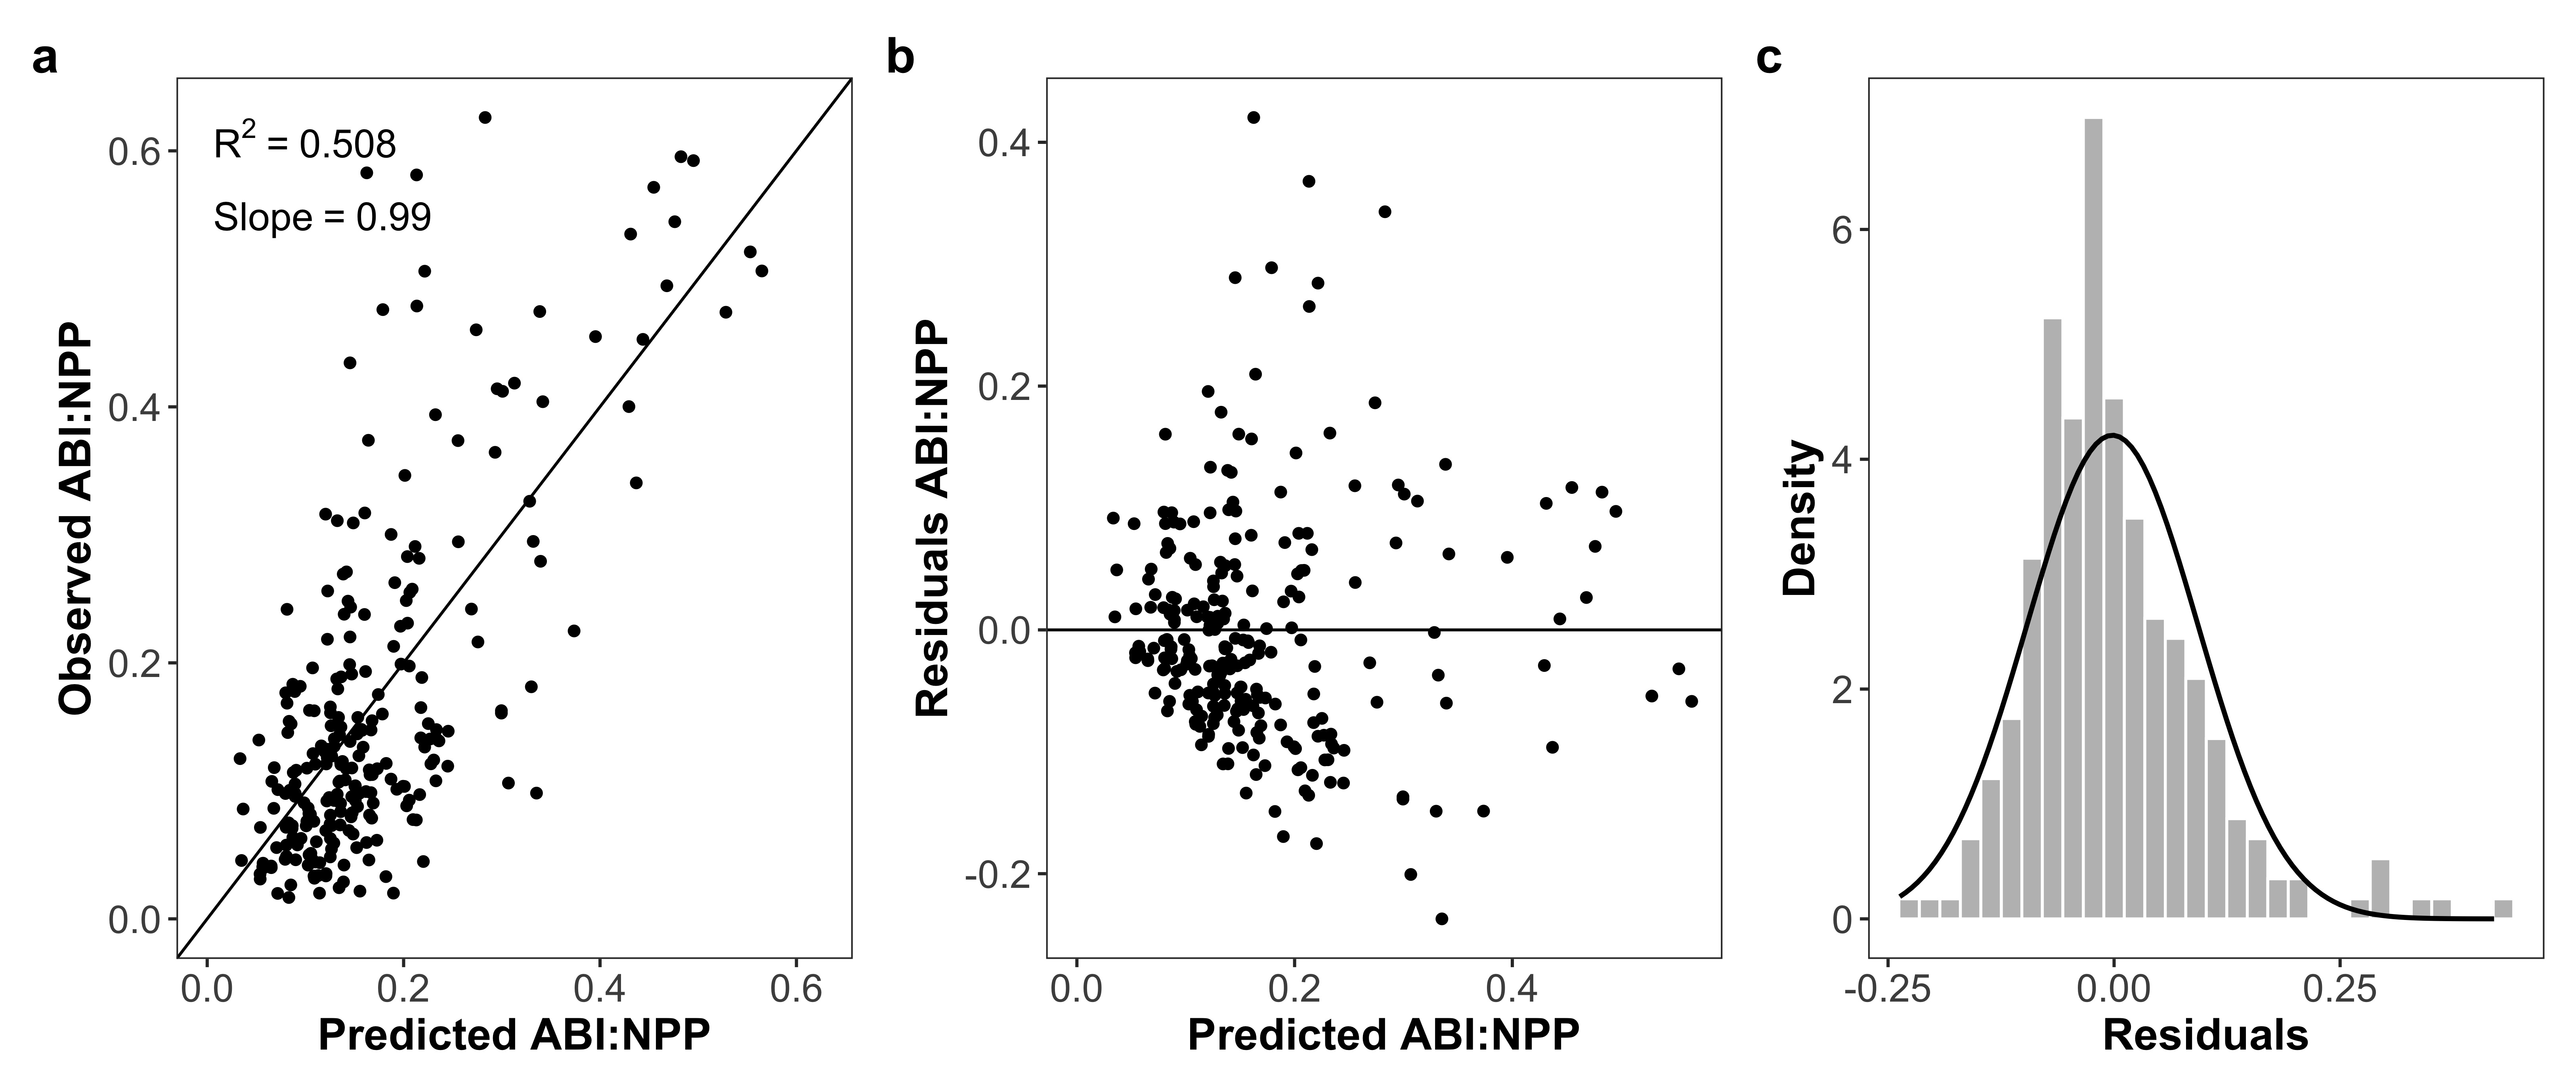 a
R² = 0.508
Slope = 0.99
Observed ABI:NPP
0.6
0.4
0.2
0.0
0.0 0.2 0.4 0.6
Predicted ABI:NPP
b
Residuals ABI:NPP
0.4
0.2
0.0
-0.2
0.0 0.2 0.4
Predicted ABI:NPP
c
Density
6
4
2
0
-0.25 0.00 0.25
Residuals